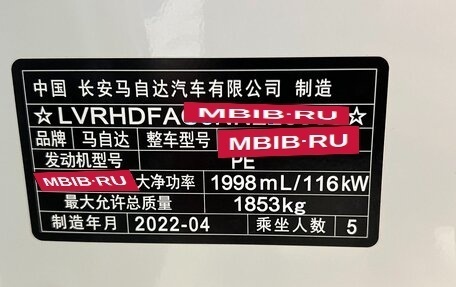 中国 长安马自达汽车有限公司 制造
☆LVRHDFAC MBIB-RU ☆
品牌 马自达 整车型号 MBIB-RU
发动机型号 PE
MBIB-RU 大净功率 1998mL/116kW
最大允许总质量 1853kg
制造年月 2022-04 乘坐人数 5